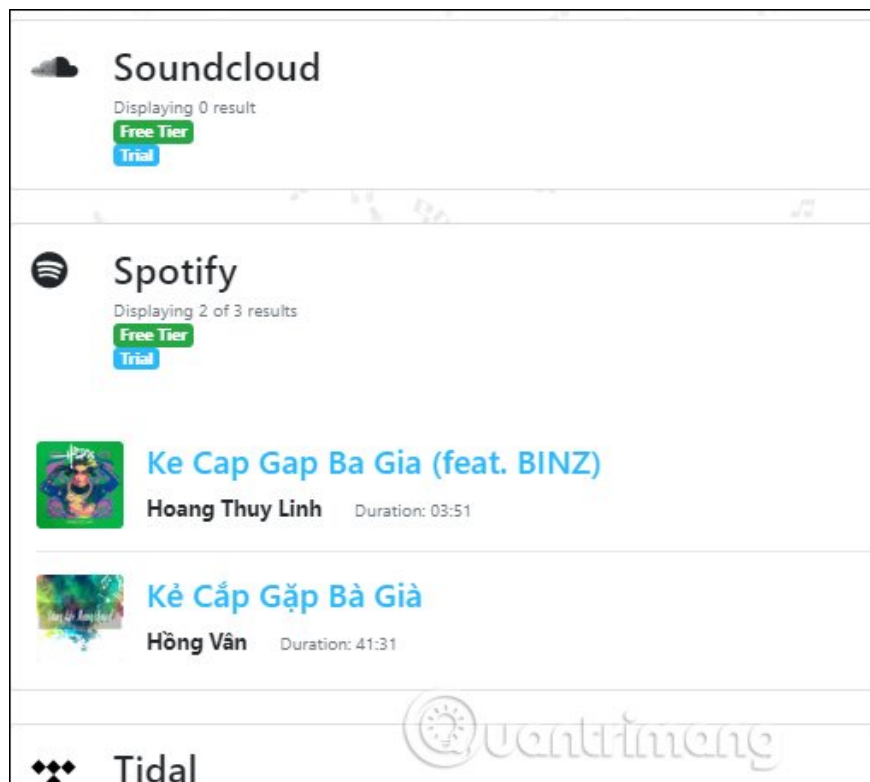 Soundcloud
Displaying 0 result
Free Tier
Trial
Spotify
Displaying 2 of 3 results
Free Tier
Trial
Ke Cap Gap Ba Gia (feat. BINZ)
Hoang Thuy Linh Duration: 03:51
Kẻ Cắp Gặp Bà Già
Hồng Vân Duration: 41:31
Quantrimang
Tidal